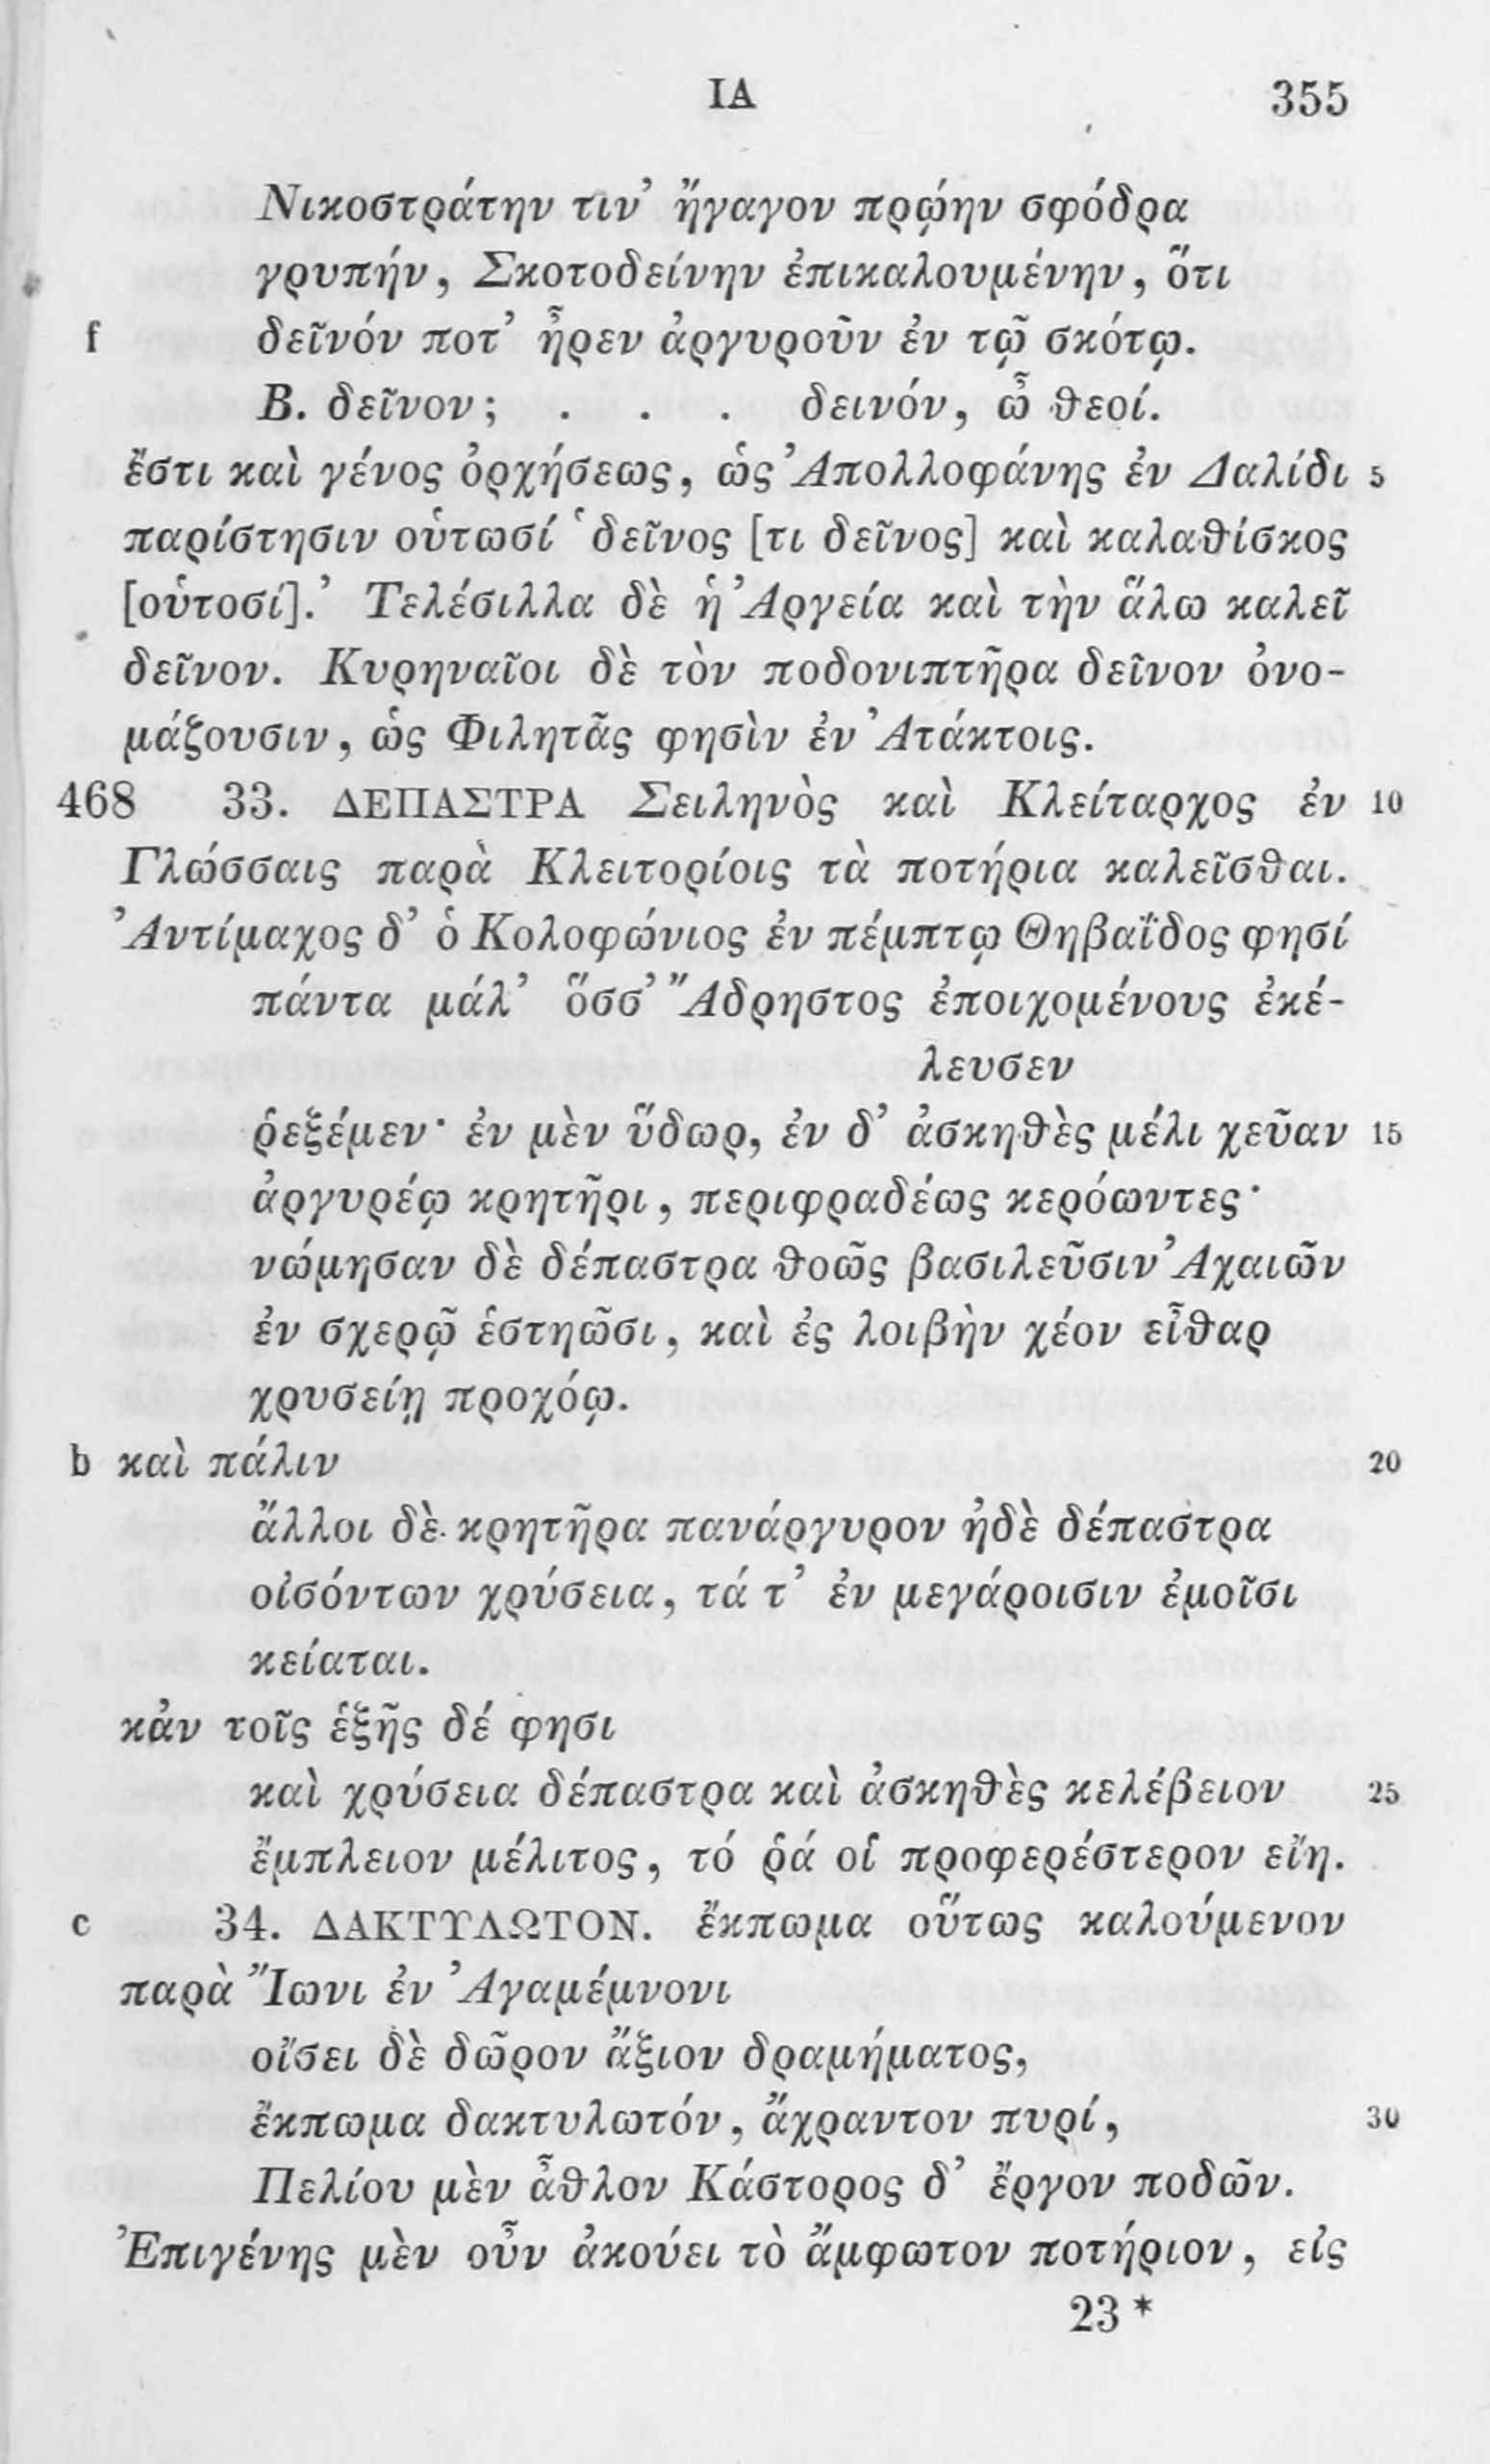 ΙΑ 355
Νικοστράτην τιν’ ἤγαγον πρῴην σφόδρα
γρυπήν, Σκοτοδείνην ἐπικαλουμένην, ὅτι
f δεῖνόν ποτ’ ἦρεν ἀργυροῦν ἐν τῷ σκότῳ.
Β. δεῖνον; . . . δεινόν, ὦ θεοί.
ἔστι καὶ γένος ὀρχήσεως, ὡς Ἀπολλοφάνης ἐν Δαλίδι 5
παρίστησιν οὑτωσί ‘δεῖνος [τι δεῖνος] καὶ καλαθίσκος
[οὑτοσί].’ Τελέσιλλα δὲ ἡ Ἀργεία καὶ τὴν ἅλω καλεῖ
δεῖνον. Κυρηναῖοι δὲ τὸν ποδονιπτῆρα δεῖνον ὀνο-
μάζουσιν, ὡς Φιλητᾶς φησὶν ἐν Ἀτάκτοις.
468 33. ΔΕΠΑΣΤΡΑ Σειληνὸς καὶ Κλείταρχος ἐν 10
Γλώσσαις παρὰ Κλειτορίοις τὰ ποτήρια καλεῖσθαι.
Ἀντίμαχος δ’ ὁ Κολοφώνιος ἐν πέμπτῳ Θηβαΐδος φησί
πάντα μάλ’ ὅσσ’ Ἄδρηστος ἐποιχομένους ἐκέ-
λευσεν
ῥεξέμεν· ἐν μὲν ὕδωρ, ἐν δ’ ἀσκηθὲς μέλι χεῦαν 15
ἀργυρέῳ κρητῆρι, περιφραδέως κερόωντες·
νώμησαν δὲ δέπαστρα θοῶς βασιλεῦσιν Ἀχαιῶν
ἐν σχερῷ ἑστηῶσι, καὶ ἐς λοιβὴν χέον εἶθαρ
χρυσείῃ προχόῳ.
b καὶ πάλιν 20
ἄλλοι δὲ κρητῆρα πανάργυρον ἠδὲ δέπαστρα
οἰσόντων χρύσεια, τά τ’ ἐν μεγάροισιν ἐμοῖσι
κείαται.
κἀν τοῖς ἑξῆς δέ φησι
καὶ χρύσεια δέπαστρα καὶ ἀσκηθὲς κελέβειον 25
ἔμπλειον μέλιτος, τό ῥά οἱ προφερέστερον εἴη.
c 34. ΔΑΚΤΥΛΩΤΟΝ. ἔκπωμα οὕτως καλούμενον
παρὰ Ἴωνι ἐν Ἀγαμέμνονι
οἴσει δὲ δῶρον ἄξιον δραμήματος,
ἔκπωμα δακτυλωτόν, ἄχραντον πυρί, 30
Πελίου μὲν ἆθλον Κάστορος δ’ ἔργον ποδῶν.
Ἐπιγένης μὲν οὖν ἀκούει τὸ ἄμφωτον ποτήριον, εἰς
23*